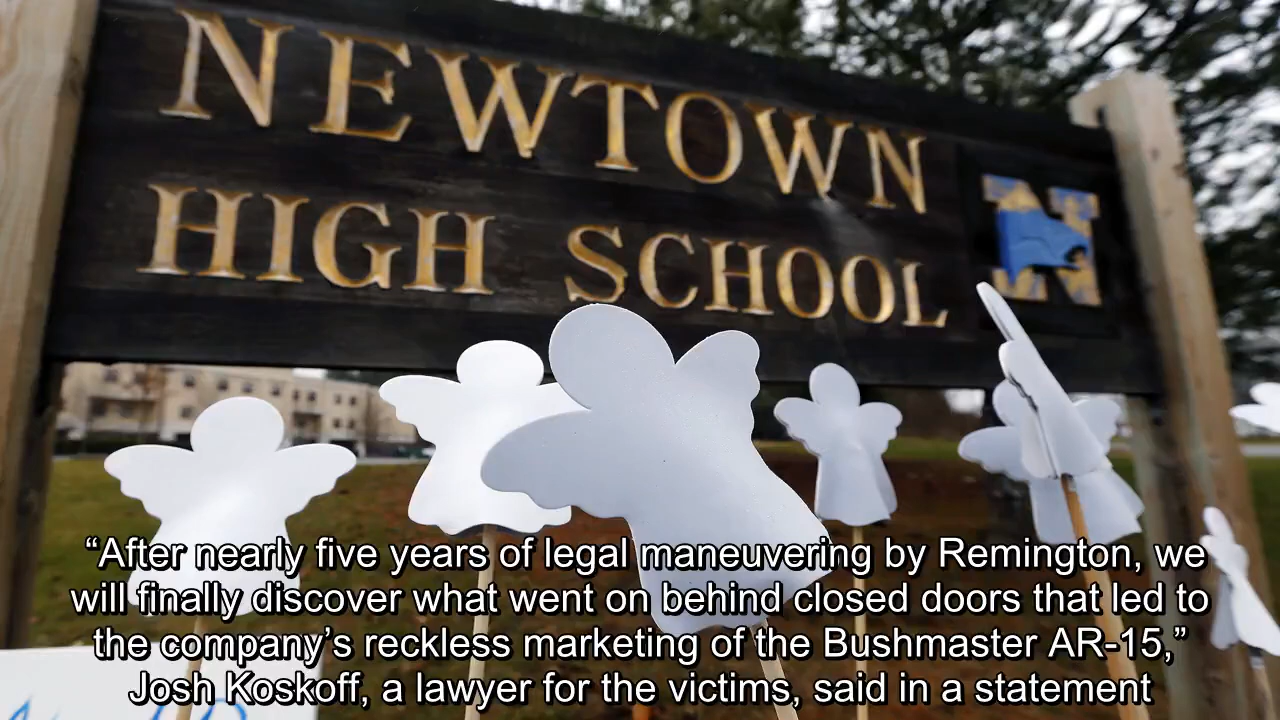 NEWTOWN
HIGH SCHOOL
N
“After nearly five years of legal maneuvering by Remington, we
will finally discover what went on behind closed doors that led to
the company’s reckless marketing of the Bushmaster AR-15,”
Josh Koskoff, a lawyer for the victims, said in a statement